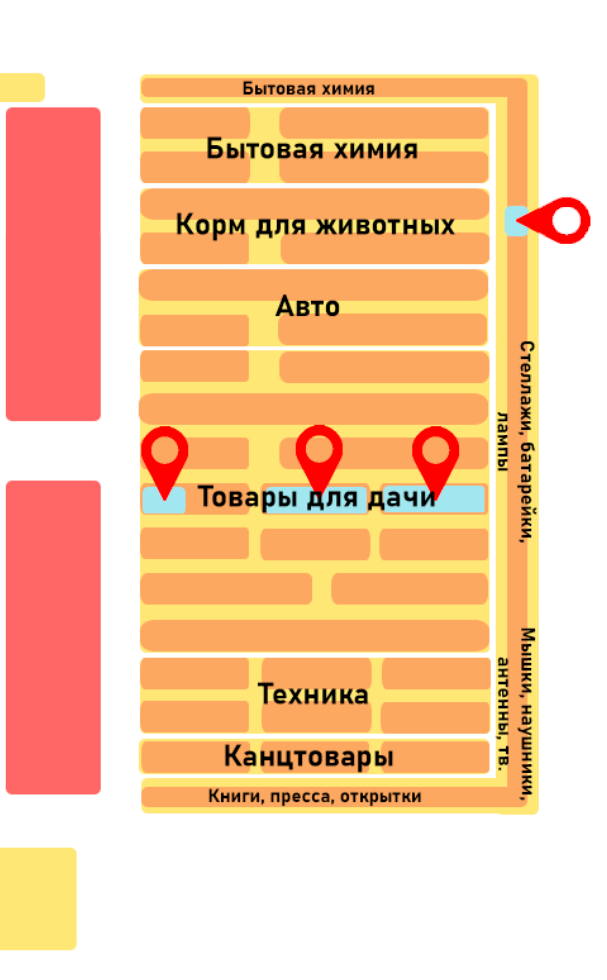 Бытовая химия
Бытовая химия
Корм для животных
Авто
Стеллажи, батарейки,
лампы
Товары для дачи
Мышки, наушники,
антенны, тв.
Техника
Канцтовары
Книги, пресса, открытки